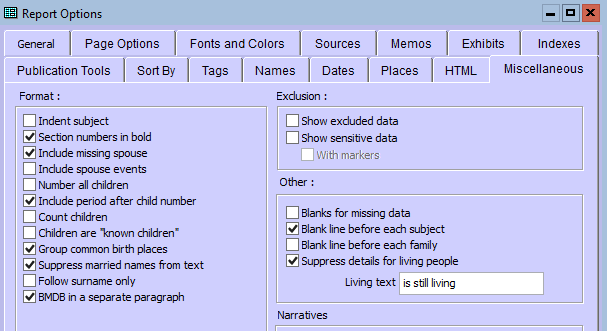 Report Options
General
Page Options
Fonts and Colors
Sources
Memos
Exhibits
Indexes
Publication Tools
Sort By
Tags
Names
Dates
Places
HTML
Miscellaneous
Format :
Indent subject
Section numbers in bold
Include missing spouse
Include spouse events
Number all children
Include period after child number
Count children
Children are "known children"
Group common birth places
Suppress married names from text
Follow surname only
BMDB in a separate paragraph
Exclusion :
Show excluded data
Show sensitive data
With markers
Other :
Blanks for missing data
Blank line before each subject
Blank line before each family
Suppress details for living people
Living text is still living
Narratives